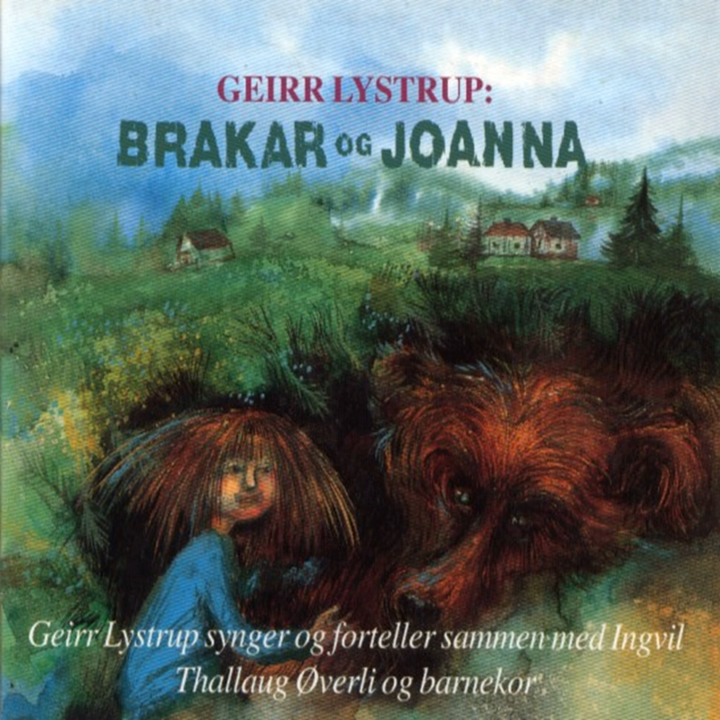 GEIRR LYSTRUP:
BRAKAR OG JOANNA
Geirr Lystrup synger og forteller sammen med Ingvil
Thallaug Øverli og barnekor